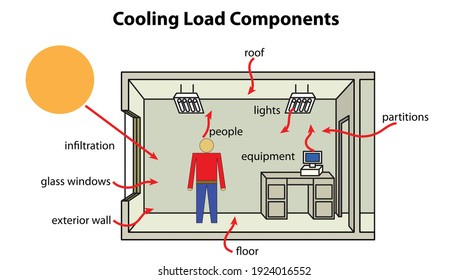 Cooling Load Components
roof
lights
people
partitions
infiltration
equipment
glass windows
exterior wall
floor
shutterstock.com · 1924016552